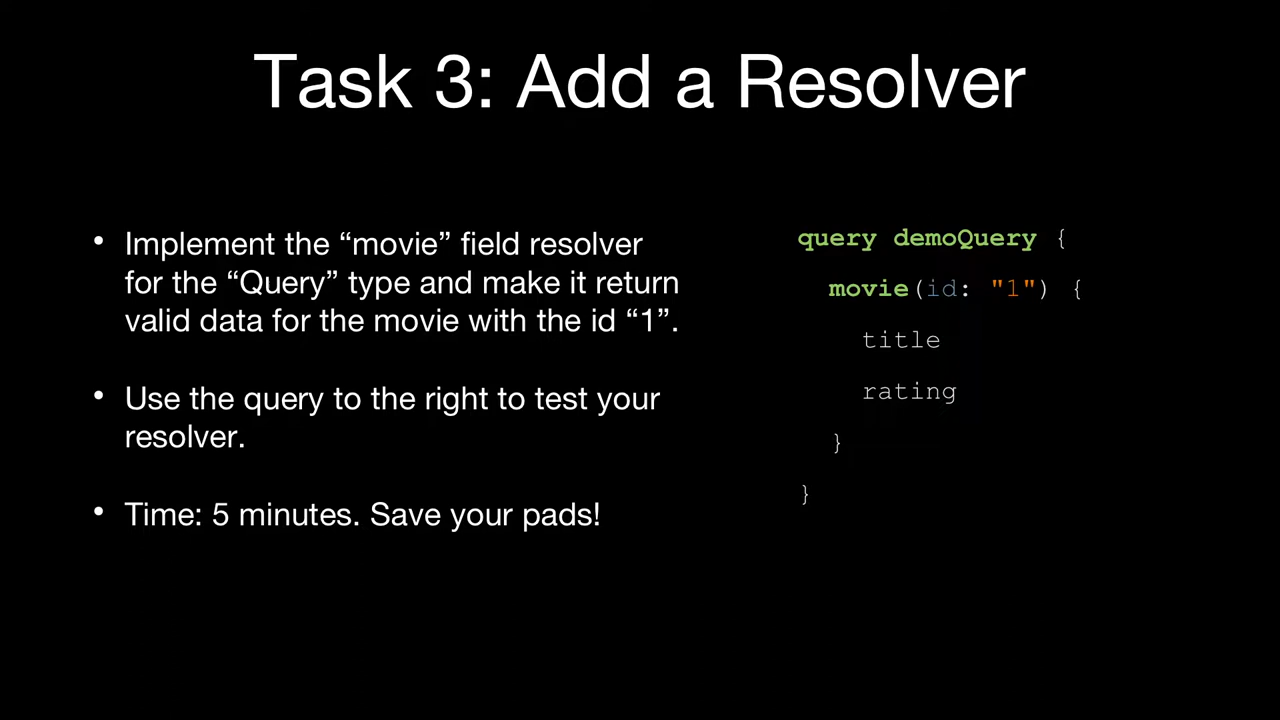 Task 3: Add a Resolver
• Implement the “movie” field resolver
for the “Query” type and make it return
valid data for the movie with the id “1”.
• Use the query to the right to test your
resolver.
• Time: 5 minutes. Save your pads!
query demoQuery {
movie(id: "1") {
title
rating
}
}